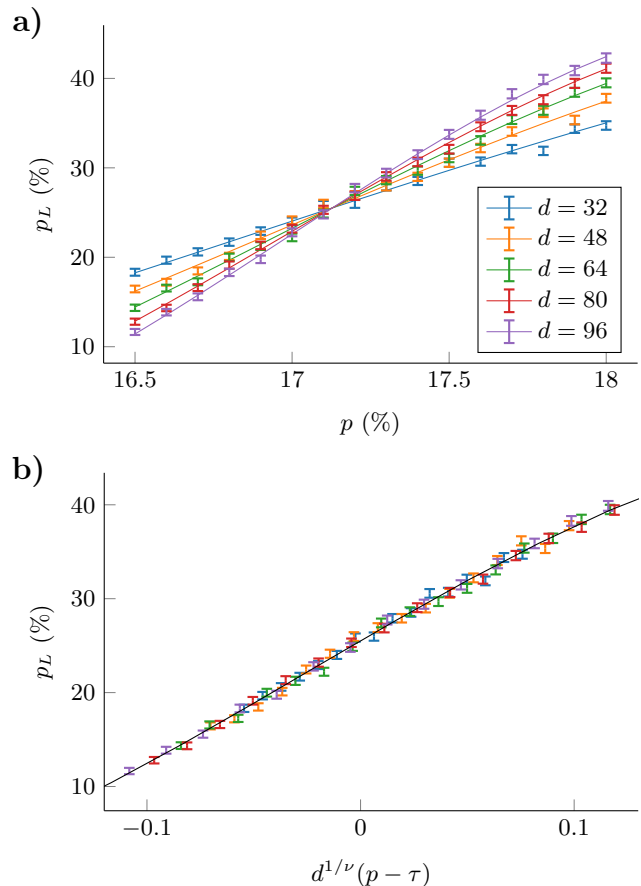 a)
40
30
20
10
p_L (%)
16.5 17 17.5 18
p (%)
d = 32
d = 48
d = 64
d = 80
d = 96
b)
40
30
20
10
p_L (%)
−0.1 0 0.1
d^{1/ν}(p − τ)